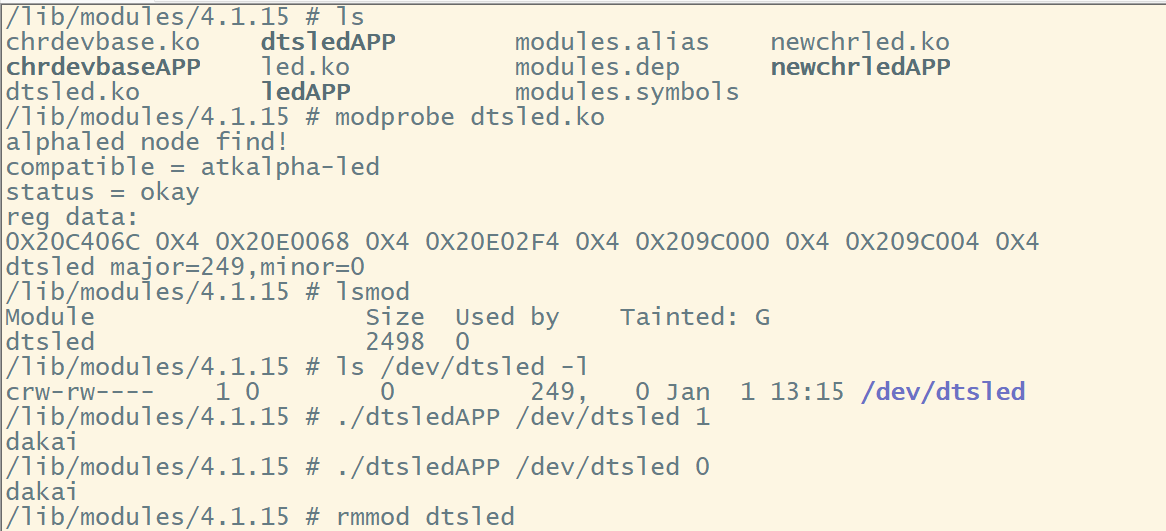 /lib/modules/4.1.15 # ls
chrdevbase.ko    dtsledAPP        modules.alias    newchrled.ko
chrdevbaseAPP    led.ko           modules.dep      newchrledAPP
dtsled.ko        ledAPP           modules.symbols
/lib/modules/4.1.15 # modprobe dtsled.ko
alphaled node find!
compatible = atkalpha-led
status = okay
reg data:
0X20C406C 0X4 0X20E0068 0X4 0X20E02F4 0X4 0X209C000 0X4 0X209C004 0X4
dtsled major=249,minor=0
/lib/modules/4.1.15 # lsmod
Module                  Size  Used by    Tainted: G
dtsled                  2498  0
/lib/modules/4.1.15 # ls /dev/dtsled -l
crw-rw----    1 0        0         249,   0 Jan  1 13:15 /dev/dtsled
/lib/modules/4.1.15 # ./dtsledAPP /dev/dtsled 1
dakai
/lib/modules/4.1.15 # ./dtsledAPP /dev/dtsled 0
dakai
/lib/modules/4.1.15 # rmmod dtsled